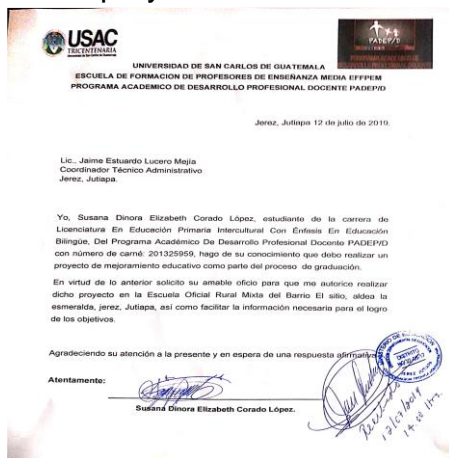 USAC
TRICENTENARIA
PADEP/D
UNIVERSIDAD DE SAN CARLOS DE GUATEMALA
ESCUELA DE FORMACION DE PROFESORES DE ENSEÑANZA MEDIA EFPEM
PROGRAMA ACADEMICO DE DESARROLLO PROFESIONAL DOCENTE PADEP/D
Jerez, Jutiapa 12 de julio de 2019.
Lic., Jaime Estuardo Lucero Mejía
Coordinador Técnico Administrativo
Jerez, Jutiapa.
Yo, Susana Dinora Elizabeth Corado López, estudiante de la carrera de
Licenciatura En Educación Primaria Intercultural Con Énfasis En Educación
Bilingüe, Del Programa Académico De Desarrollo Profesional Docente PADEP/D
con número de carné: 201325959, hago de su conocimiento que debo realizar un
proyecto de mejoramiento educativo como parte del proceso de graduación.
En virtud de lo anterior solicito su amable oficio para que me autorice realizar
dicho proyecto en la Escuela Oficial Rural Mixta del Barrio El sitio, aldea la
esmeralda, jerez, Jutiapa, así como facilitar la información necesaria para el logro
de los objetivos.
Agradeciendo su atención a la presente y en espera de una respuesta afirmativa
Atentamente:
Susana Dinora Elizabeth Corado López.
Recibido
12/07/2019
14:00 Hrs.